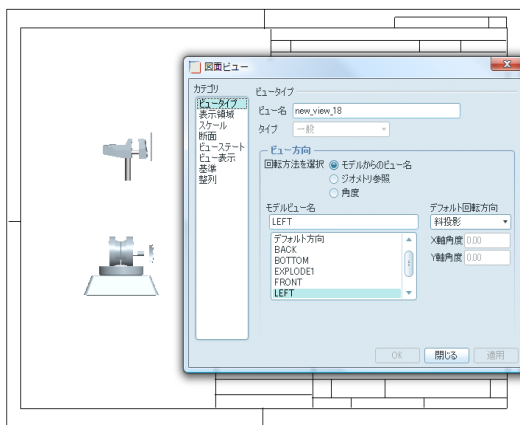 図面ビュー
カテゴリ
ビュータイプ
表示領域
スケール
断面
ビューステート
ビュー表示
基準
整列
ビュータイプ
ビュー名 new_view_18
タイプ 一般
ビュー方向
回転方法を選択 モデルからのビュー名
ジオメトリ参照
角度
モデルビュー名
LEFT
デフォルト方向
BACK
BOTTOM
EXPLODE1
FRONT
LEFT
デフォルト回転方向
斜投影
X軸角度 0.00
Y軸角度 0.00
OK 閉じる 適用